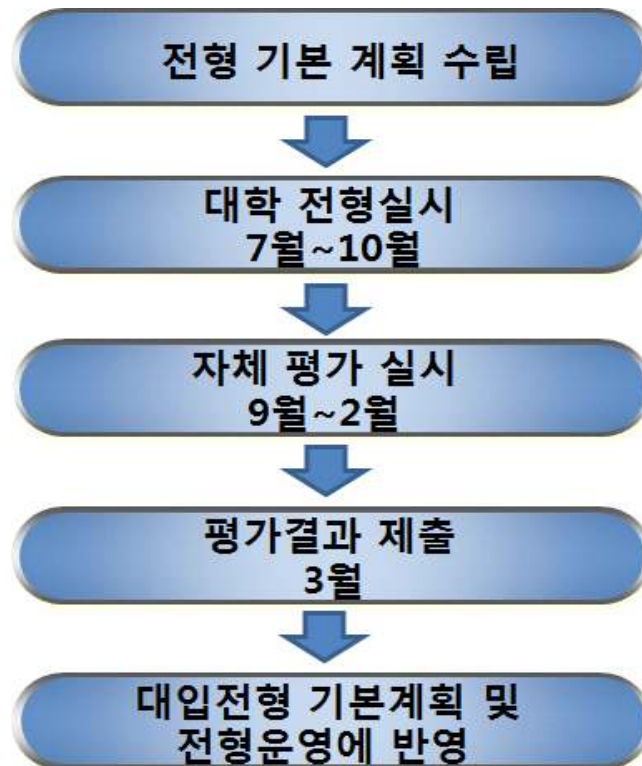 전형 기본 계획 수립
대학 전형실시
7월~10월
자체 평가 실시
9월~2월
평가결과 제출
3월
대입전형 기본계획 및
전형운영에 반영